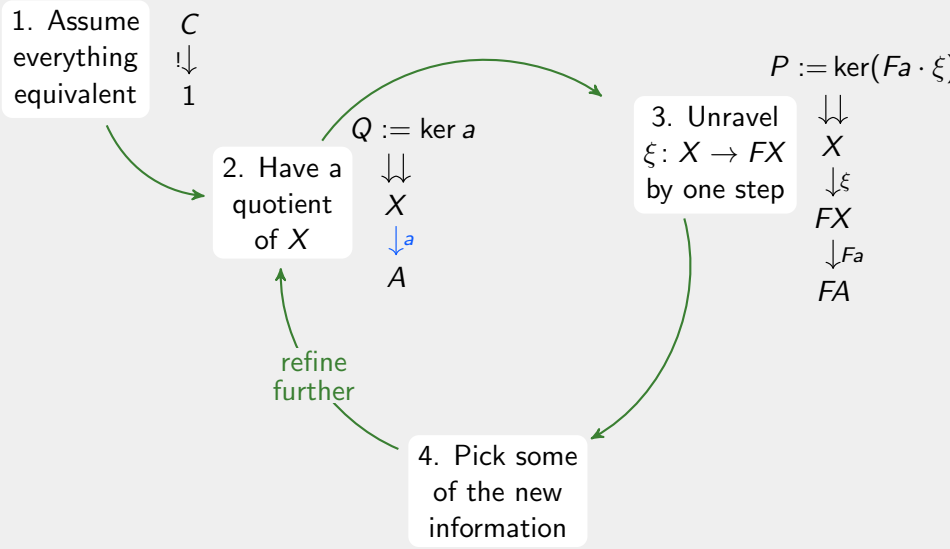 1. Assume
everything
equivalent
C
!↓
1
2. Have a
quotient
of X
Q := ker a
⇊
X
↓a
A
3. Unravel
ξ: X → FX
by one step
P := ker(Fa · ξ)
⇊
X
↓ξ
FX
↓Fa
FA
4. Pick some
of the new
information
refine
further